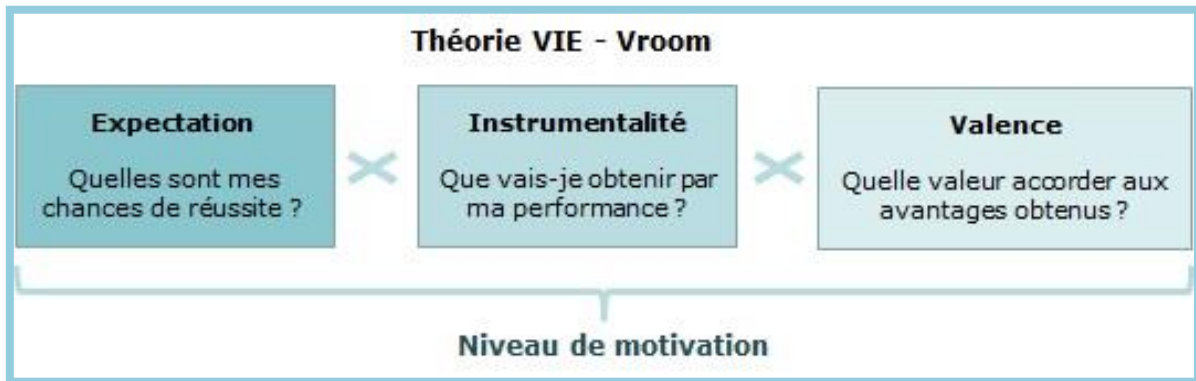 Théorie VIE - Vroom
Expectation
Quelles sont mes
chances de réussite ?
Instrumentalité
Que vais-je obtenir par
ma performance ?
Valence
Quelle valeur accorder aux
avantages obtenus ?
Niveau de motivation